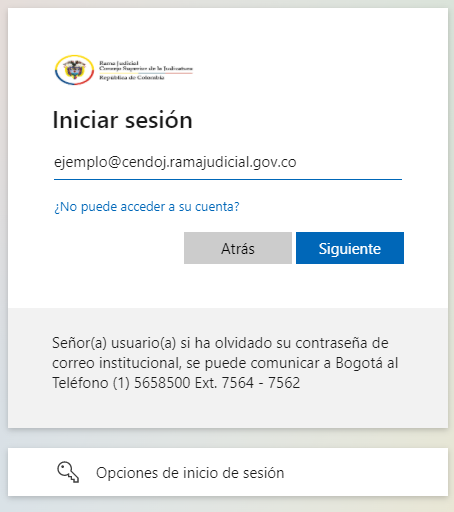 Rama Judicial
Consejo Superior de la Judicatura
República de Colombia
Iniciar sesión
ejemplo@cendoj.ramajudicial.gov.co
¿No puede acceder a su cuenta?
Atrás
Siguiente
Señor(a) usuario(a) si ha olvidado su contraseña de
correo institucional, se puede comunicar a Bogotá al
Teléfono (1) 5658500 Ext. 7564 - 7562
Opciones de inicio de sesión